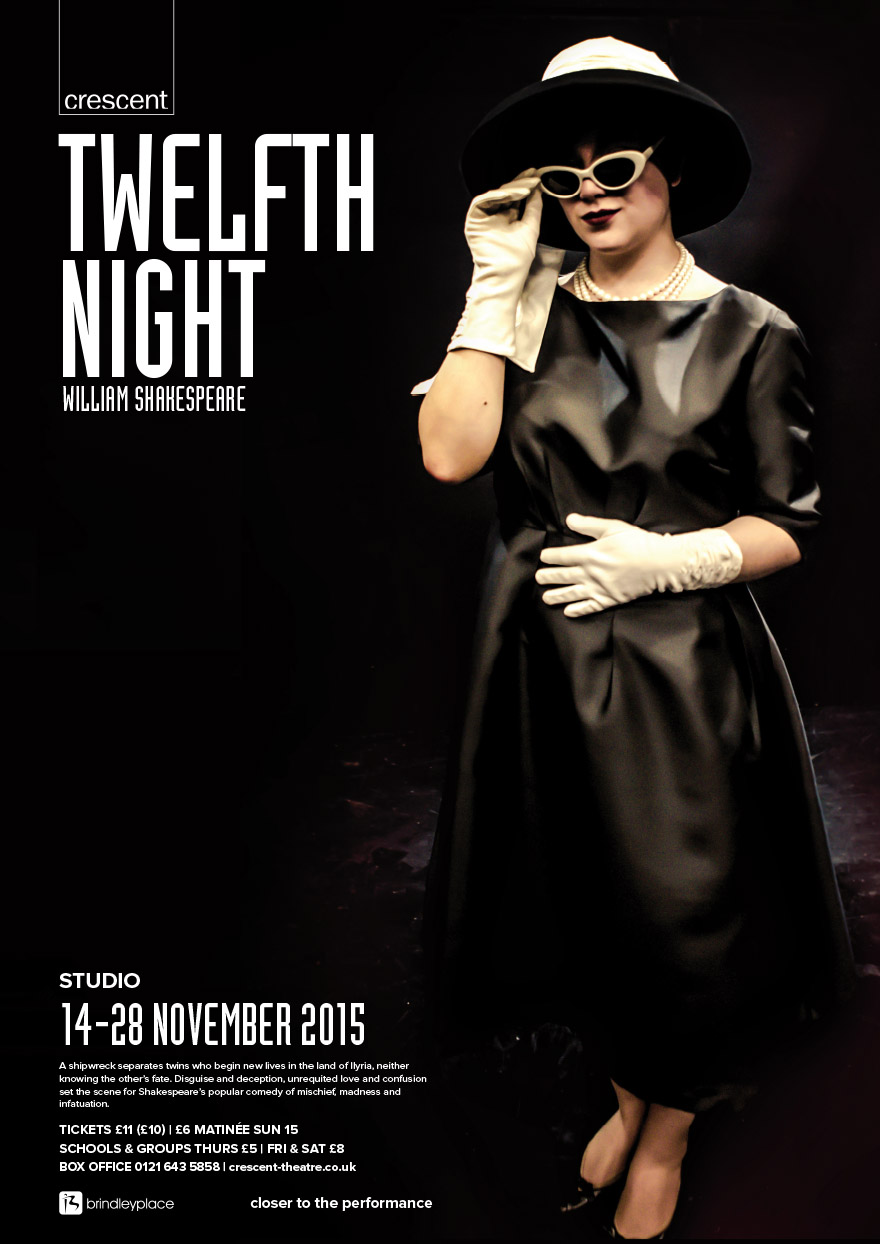 crescent
TWELFTH
NIGHT
WILLIAM SHAKESPEARE
STUDIO
14-28 NOVEMBER 2015
A shipwreck separates twins who begin new lives in the land of Ilyria, neither
knowing the other's fate. Disguise and deception, unrequited love and confusion
set the scene for Shakespeare's popular comedy of mischief, madness and
infatuation.
TICKETS £11 (£10) | £6 MATINÉE SUN 15
SCHOOLS & GROUPS THURS £5 | FRI & SAT £8
BOX OFFICE 0121 643 5858 | crescent-theatre.co.uk
brindleyplace
closer to the performance